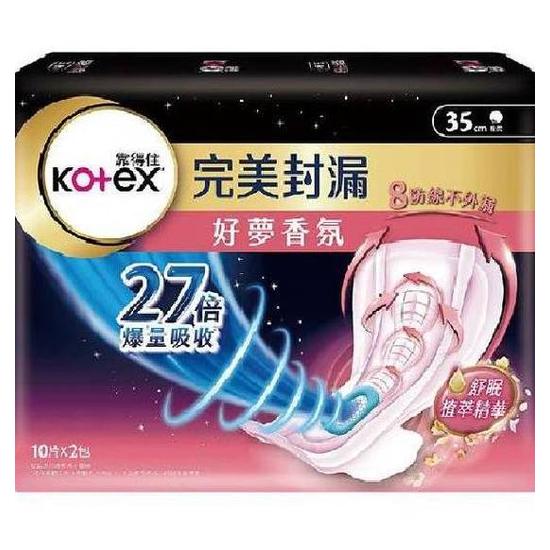 35cm
靠得住
Kotex
完美封漏
8防線不外漏
好夢香氛
27倍
爆量吸收
舒眠
植萃精華
10片x2包